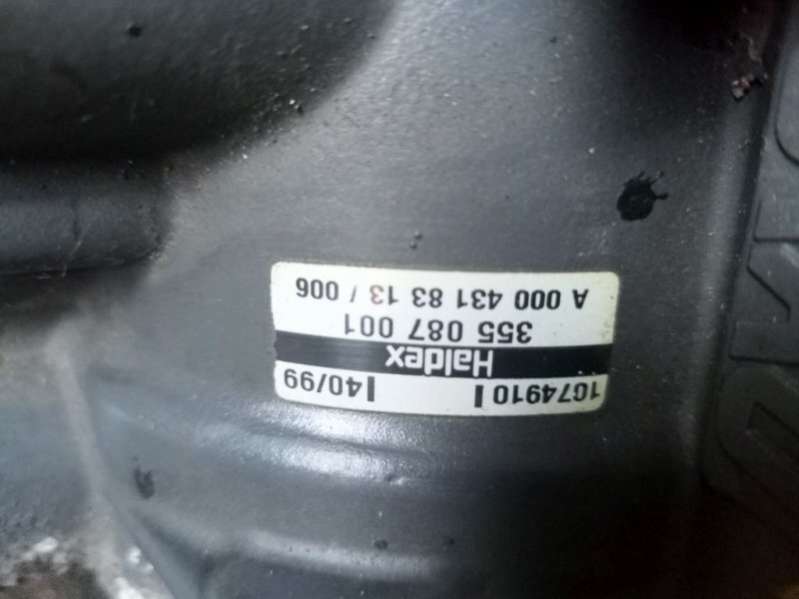 1074910 40/99
Haldex
355 087 001
A 000 431 83 13 / 006